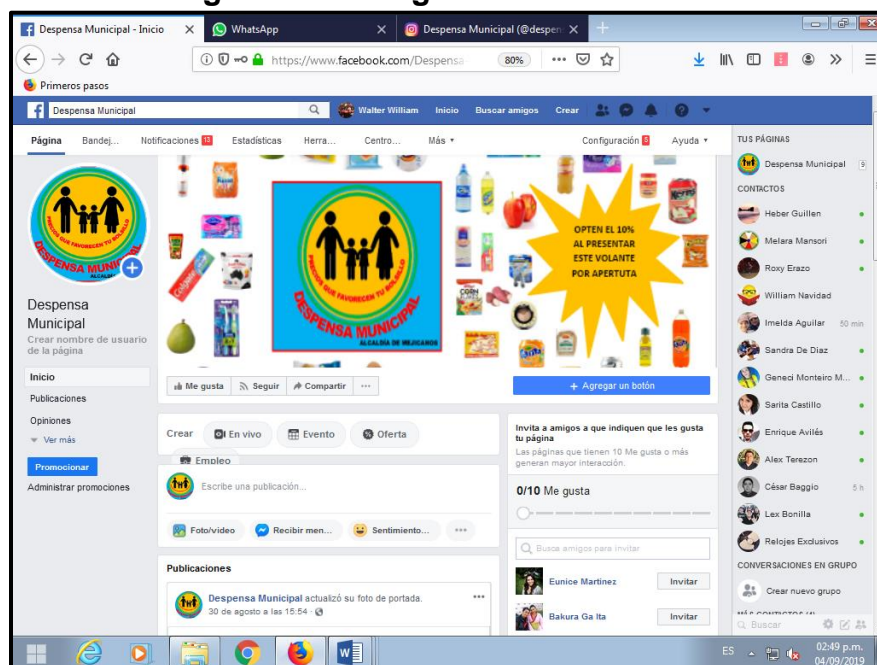 Despensa Municipal - Inicio
WhatsApp
Despensa Municipal (@despen
https://www.facebook.com/Despensa
80%
Primeros pasos
Despensa Municipal
Walter William
Inicio
Buscar amigos
Crear
Página
Bandej...
Notificaciones 13
Estadísticas
Herra...
Centro...
Más
Configuración 5
Ayuda
PRECIOS QUE FAVORECEN TU BOLSILLO
DESPENSA MUNICIPAL
ALCALDÍA DE MEJICANOS
OPTEN EL 10%
AL PRESENTAR
ESTE VOLANTE
POR APERTUTA
Despensa
Municipal
Crear nombre de usuario
de la página
Inicio
Publicaciones
Opiniones
Ver más
Promocionar
Administrar promociones
Me gusta
Seguir
Compartir
+ Agregar un botón
Crear
En vivo
Evento
Oferta
Empleo
Escribe una publicación...
Foto/video
Recibir men...
Sentimiento...
Publicaciones
Despensa Municipal actualizó su foto de portada.
30 de agosto a las 15:54
Invita a amigos a que indiquen que les gusta
tu página
Las páginas que tienen 10 Me gusta o más
generan mayor interacción.
0/10 Me gusta
Busca amigos para invitar
Eunice Martinez
Invitar
Bakura Ga Ita
Invitar
TUS PÁGINAS
Despensa Municipal 9
CONTACTOS
Heber Guillen
Melara Mansori
Roxy Erazo
William Navidad
Imelda Aguilar 50 min
Sandra De Diaz
Geneci Monteiro M...
Sarita Castillo
Enrique Avilés
Alex Terezon
César Baggio 5 h
Lex Bonilla
Relojes Exclusivos
CONVERSACIONES EN GRUPO
Crear nuevo grupo
Buscar
ES
02:49 p.m.
04/09/2019